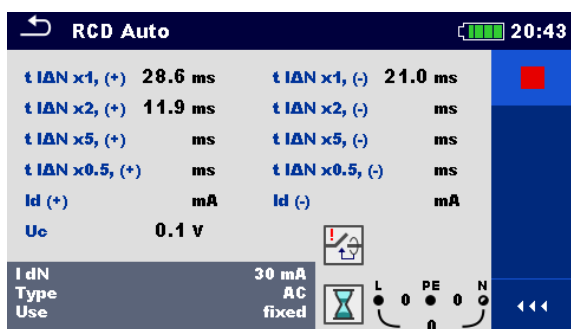 RCD Auto 20:43
t IΔN x1, (+) 28.6 ms t IΔN x1, (-) 21.0 ms
t IΔN x2, (+) 11.9 ms t IΔN x2, (-) ms
t IΔN x5, (+) ms t IΔN x5, (-) ms
t IΔN x0.5, (+) ms t IΔN x0.5, (-) ms
Id (+) mA Id (-) mA
Uc 0.1 V
!
I dN 30 mA
Type AC
Use fixed
L PE N
0 0
0